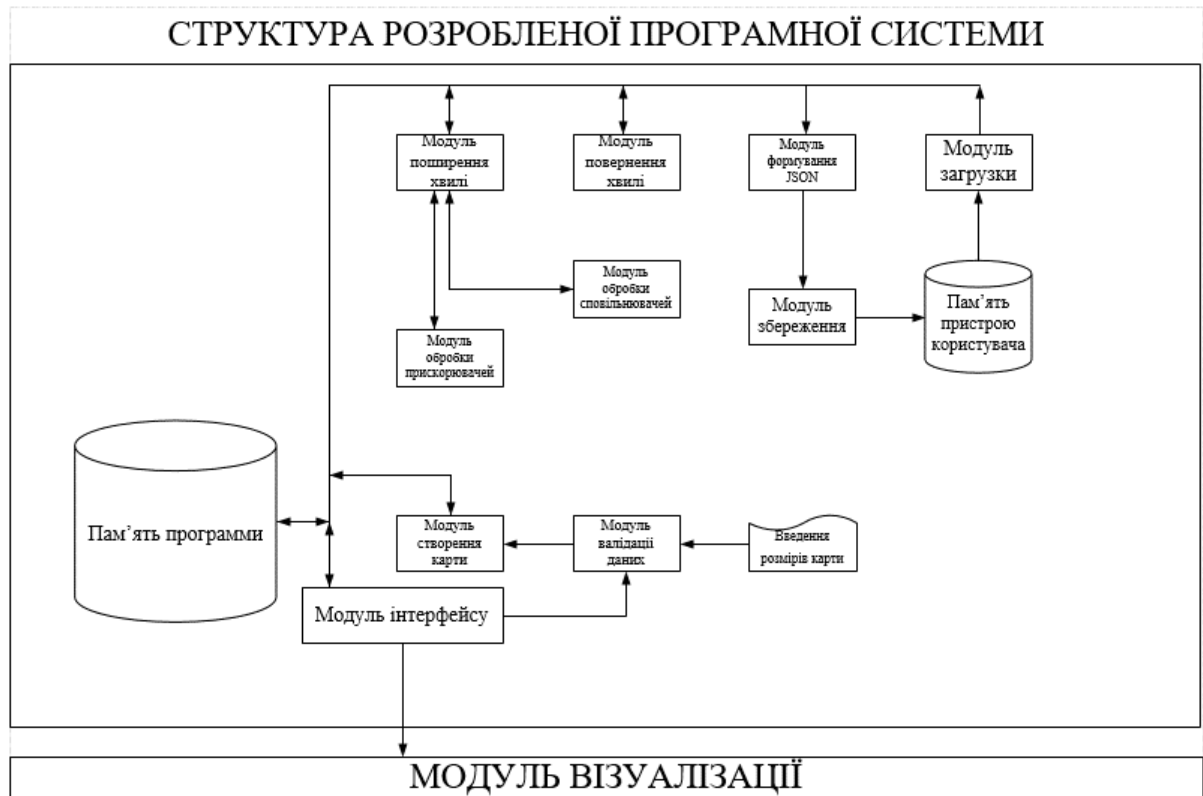 СТРУКТУРА РОЗРОБЛЕНОЇ ПРОГРАМНОЇ СИСТЕМИ
Модуль
поширення
хвилі
Модуль
повернення
хвилі
Модуль
формування
JSON
Модуль
загрузки
Модуль
обробки
сповільнювачей
Модуль
збереження
Пам’ять
пристрою
користувача
Модуль
обробки
прискорювачей
Пам’ять программи
Модуль
створення
карти
Модуль
валідації
даних
Введення
розмірів карти
Модуль інтерфейсу
МОДУЛЬ ВІЗУАЛІЗАЦІЇ